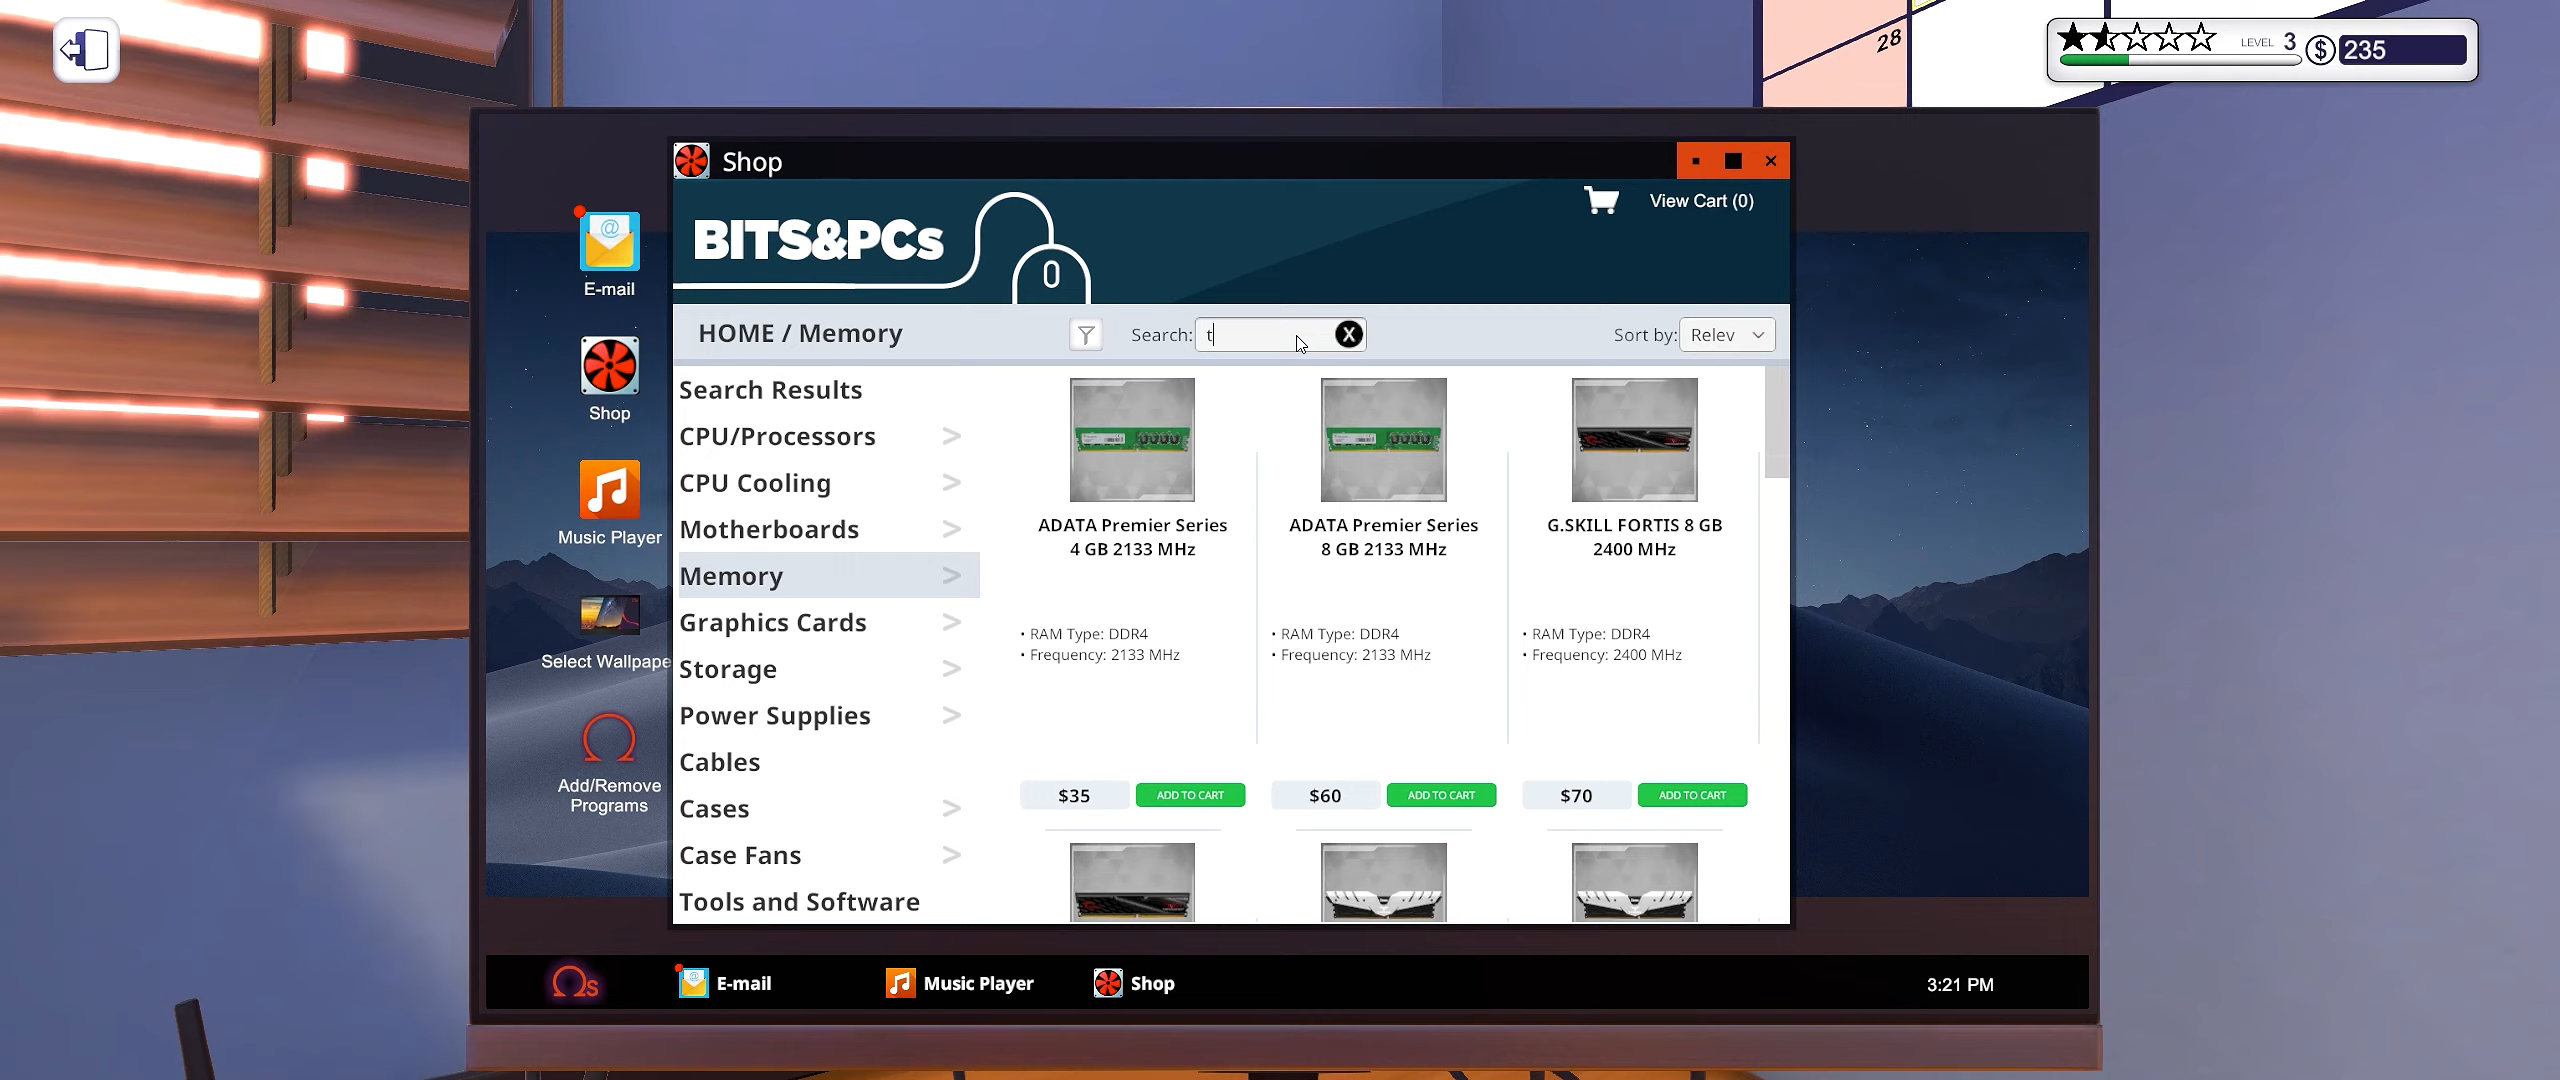 28
LEVEL 3
$ 235
Shop
View Cart (0)
BITS&PCs
HOME / Memory
Search: t
X
Sort by: Relev
E-mail
Shop
Music Player
Select Wallpape
Add/Remove
Programs
Search Results
CPU/Processors >
CPU Cooling >
Motherboards >
Memory >
Graphics Cards >
Storage >
Power Supplies >
Cables
Cases >
Case Fans >
Tools and Software
ADATA Premier Series
4 GB 2133 MHz
• RAM Type: DDR4
• Frequency: 2133 MHz
$35 ADD TO CART
ADATA Premier Series
8 GB 2133 MHz
• RAM Type: DDR4
• Frequency: 2133 MHz
$60 ADD TO CART
G.SKILL FORTIS 8 GB
2400 MHz
• RAM Type: DDR4
• Frequency: 2400 MHz
$70 ADD TO CART
Ωs
E-mail
Music Player
Shop
3:21 PM